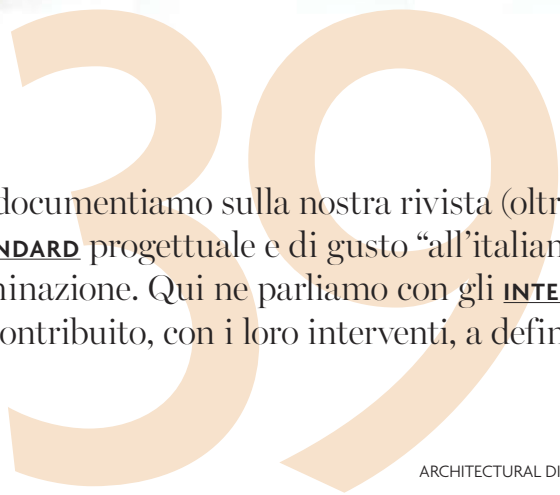 39
documentiamo sulla nostra rivista (oltr
NDARD progettuale e di gusto “all’italian
minazione. Qui ne parliamo con gli INTE
ontribuito, con i loro interventi, a defin
ARCHITECTURAL DI